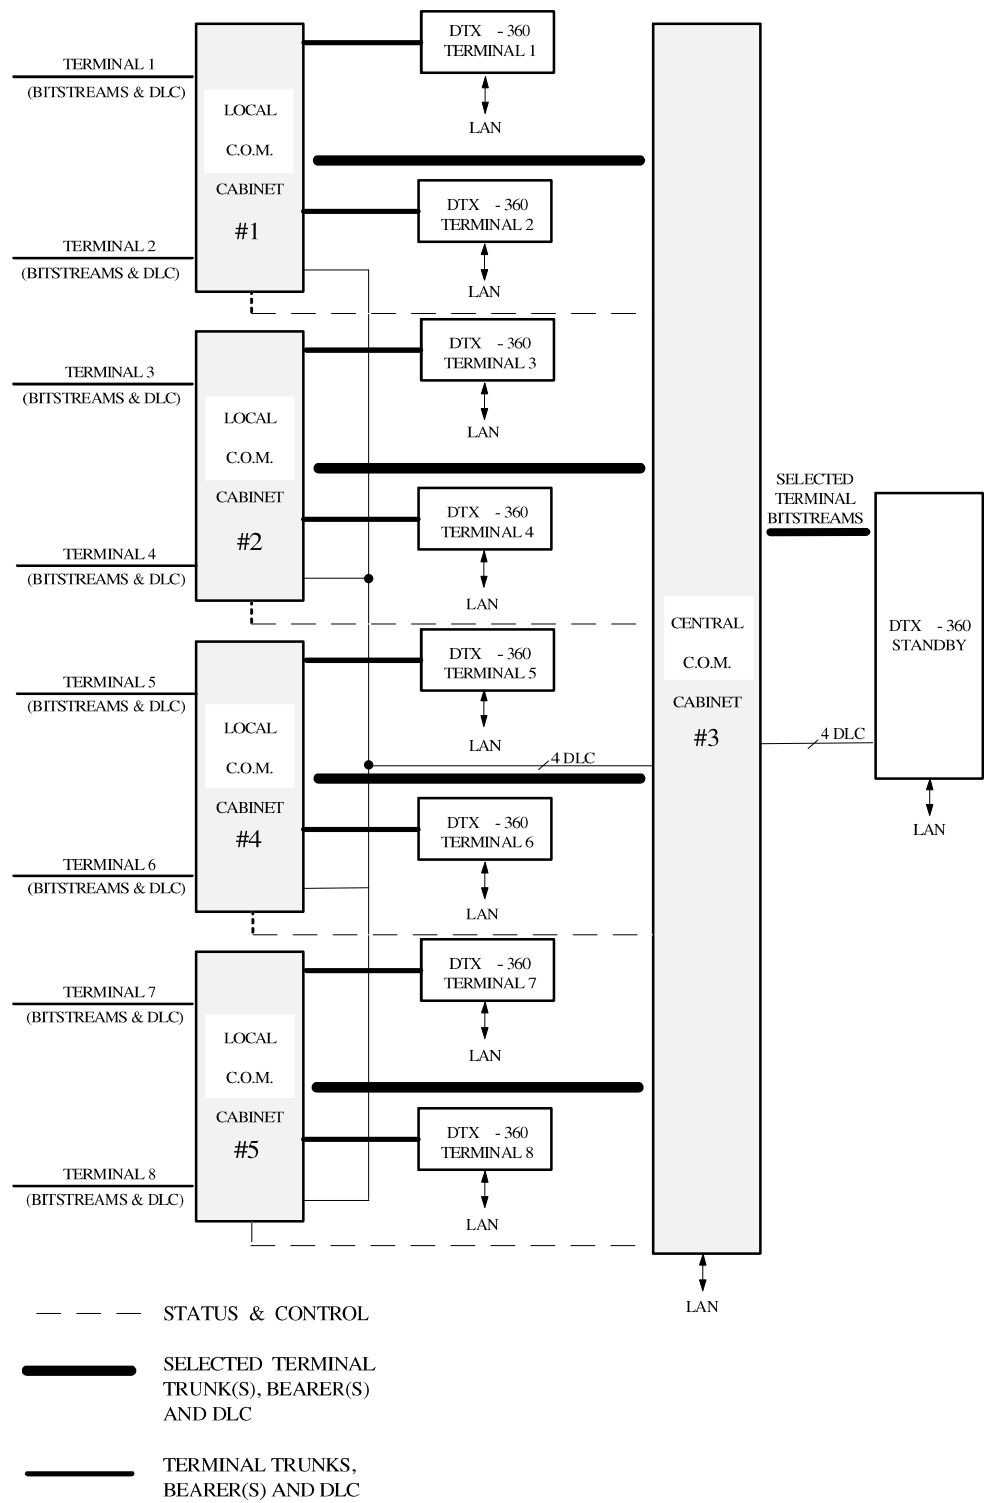 TERMINAL 1
(BITSTREAMS & DLC)
LOCAL
C.O.M.
CABINET
#1
DTX - 360
TERMINAL 1
LAN
DTX - 360
TERMINAL 2
LAN
TERMINAL 2
(BITSTREAMS & DLC)
TERMINAL 3
(BITSTREAMS & DLC)
LOCAL
C.O.M.
CABINET
#2
DTX - 360
TERMINAL 3
LAN
DTX - 360
TERMINAL 4
LAN
TERMINAL 4
(BITSTREAMS & DLC)
TERMINAL 5
(BITSTREAMS & DLC)
LOCAL
C.O.M.
CABINET
#4
DTX - 360
TERMINAL 5
LAN
4 DLC
DTX - 360
TERMINAL 6
LAN
TERMINAL 6
(BITSTREAMS & DLC)
TERMINAL 7
(BITSTREAMS & DLC)
LOCAL
C.O.M.
CABINET
#5
DTX - 360
TERMINAL 7
LAN
DTX - 360
TERMINAL 8
LAN
TERMINAL 8
(BITSTREAMS & DLC)
CENTRAL
C.O.M.
CABINET
#3
LAN
SELECTED
TERMINAL
BITSTREAMS
DTX - 360
STANDBY
4 DLC
LAN
STATUS & CONTROL
SELECTED TERMINAL
TRUNK(S), BEARER(S)
AND DLC
TERMINAL TRUNKS,
BEARER(S) AND DLC